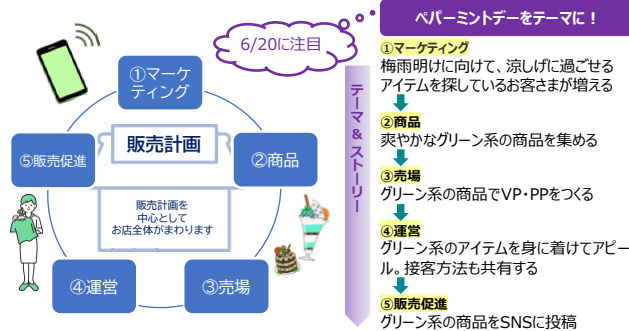 6/20に注目
①マーケ
ティング
②商品
③売場
④運営
⑤販売促進
販売計画
販売計画を
中心として
お店全体がまわります
テーマ&ストーリー
ペパーミントデーをテーマに！
①マーケティング
梅雨明けに向けて、涼しげに過ごせる
アイテムを探しているお客さまが増える
②商品
爽やかなグリーン系の商品を集める
③売場
グリーン系の商品でVP・PPをつくる
④運営
グリーン系のアイテムを身に着けてアピー
ル。接客方法も共有する
⑤販売促進
グリーン系の商品をSNSに投稿